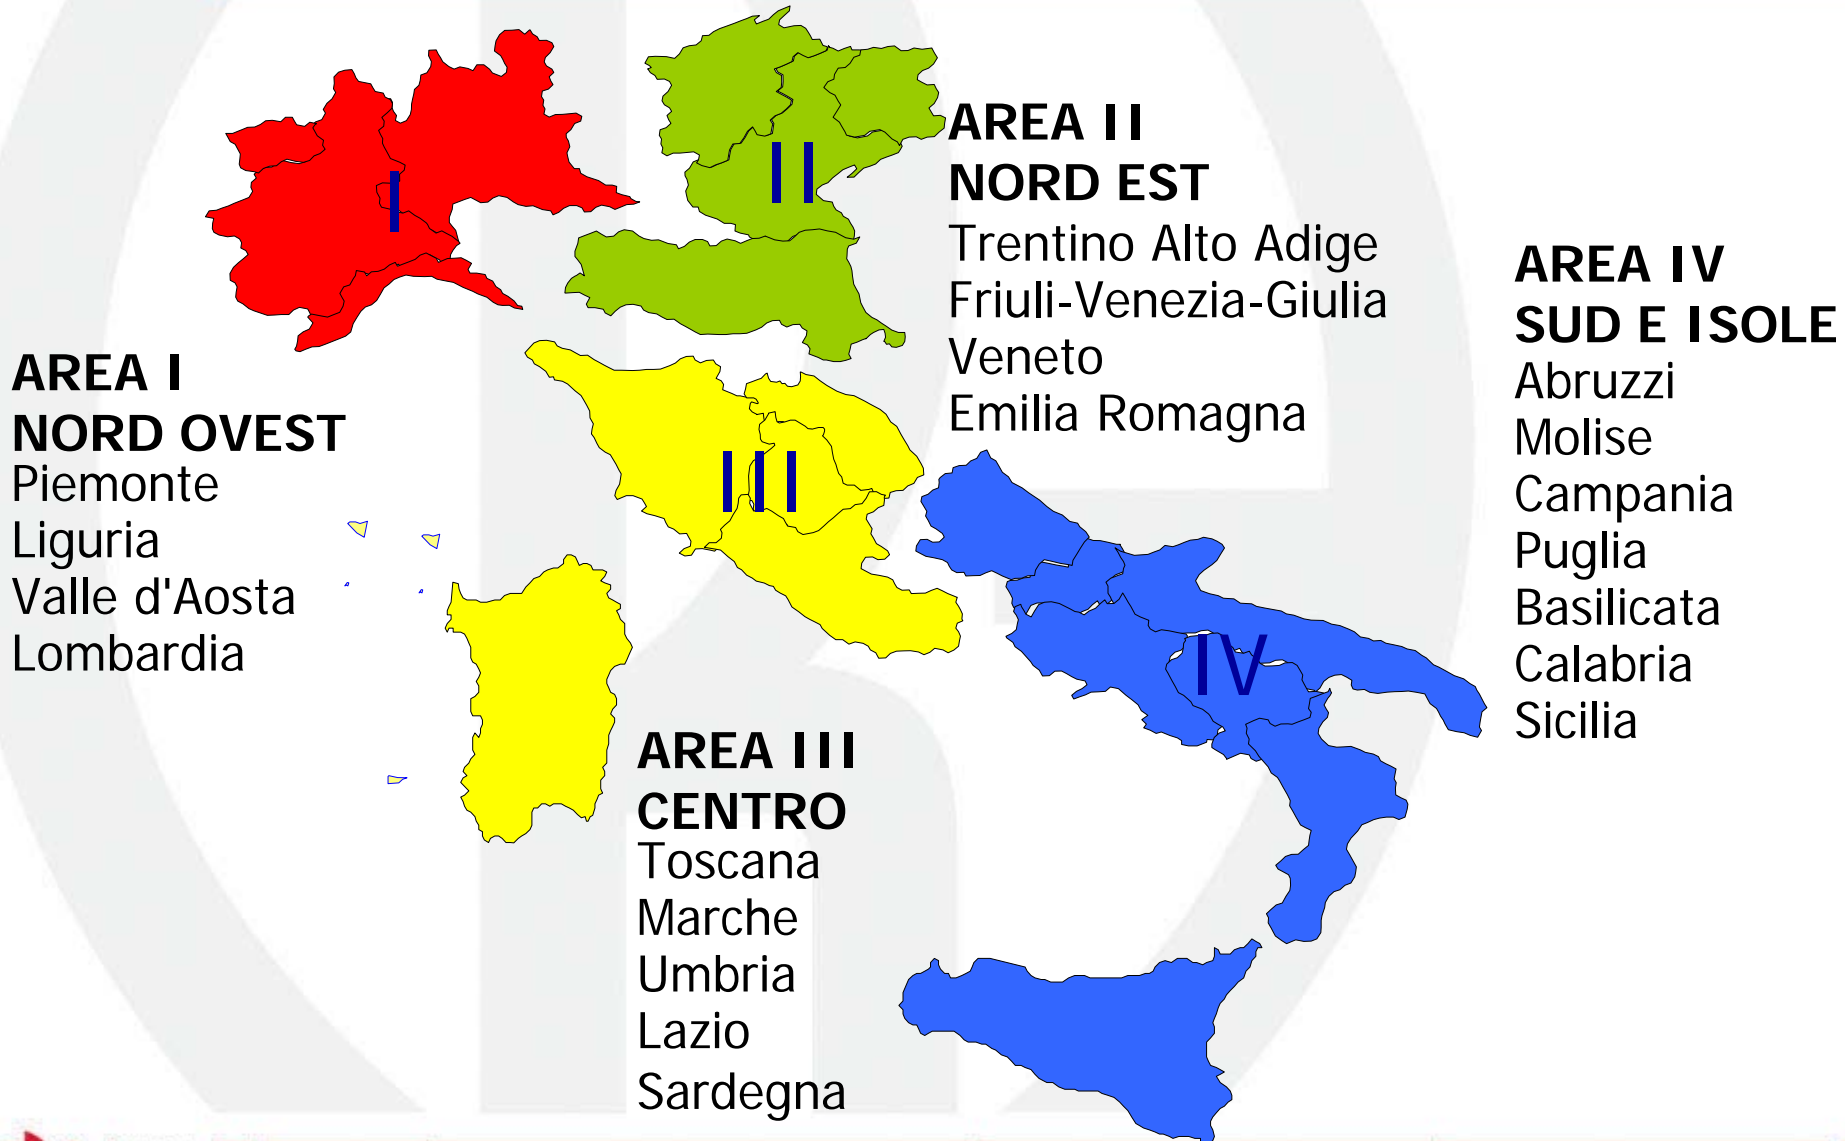 I
II
III
IV
AREA I
NORD OVEST
Piemonte
Liguria
Valle d'Aosta
Lombardia
AREA II
NORD EST
Trentino Alto Adige
Friuli-Venezia-Giulia
Veneto
Emilia Romagna
AREA III
CENTRO
Toscana
Marche
Umbria
Lazio
Sardegna
AREA IV
SUD E ISOLE
Abruzzi
Molise
Campania
Puglia
Basilicata
Calabria
Sicilia